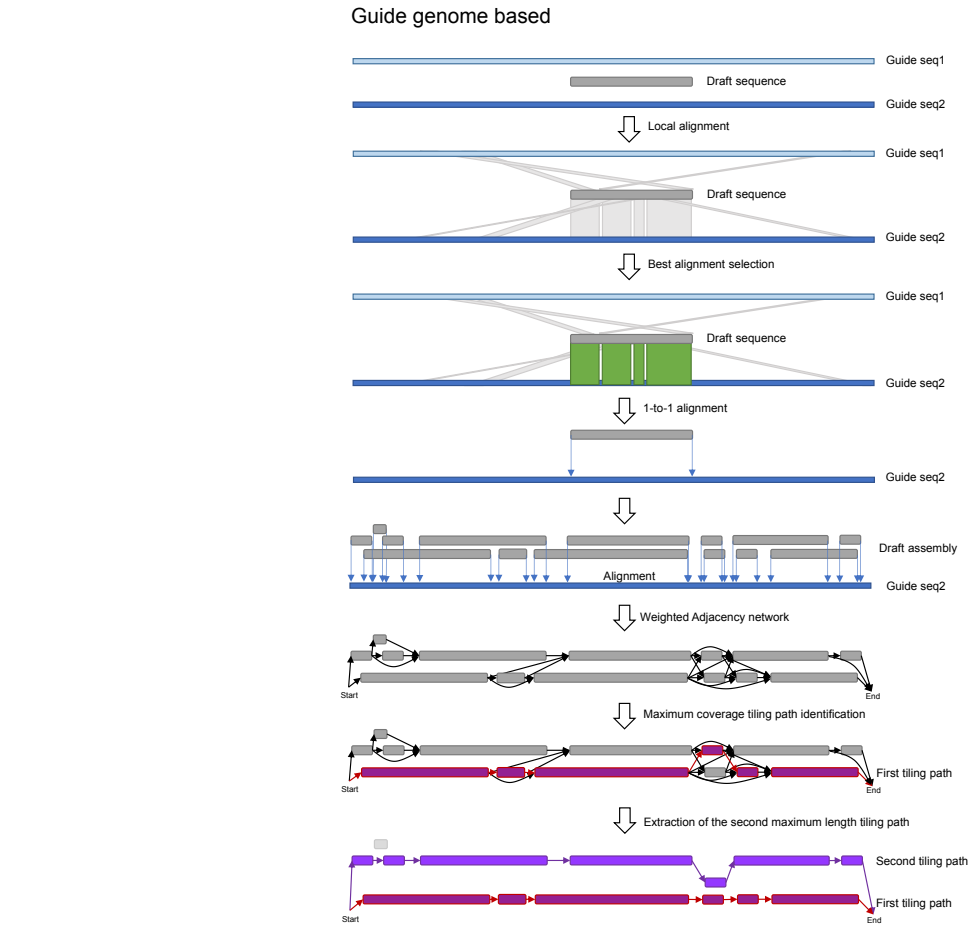 Guide genome based
Guide seq1
Draft sequence
Guide seq2
Local alignment
Guide seq1
Draft sequence
Guide seq2
Best alignment selection
Guide seq1
Draft sequence
Guide seq2
1-to-1 alignment
Guide seq2
Draft assembly
Alignment
Guide seq2
Weighted Adjacency network
Start
End
Maximum coverage tiling path identification
First tiling path
Start
End
Extraction of the second maximum length tiling path
Second tiling path
First tiling path
Start
End